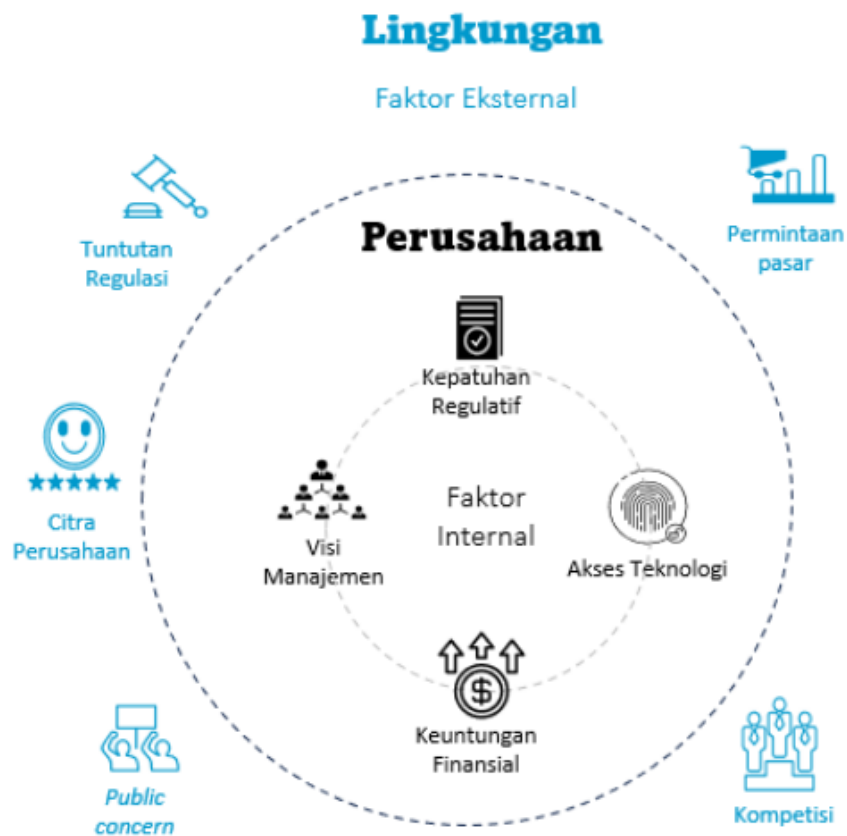 Lingkungan
Faktor Eksternal
Tuntutan
Regulasi
Permintaan
pasar
Perusahaan
Kepatuhan
Regulatif
Citra
Perusahaan
Visi
Manajemen
Faktor
Internal
Akses Teknologi
Keuntungan
Finansial
Public
concern
Kompetisi